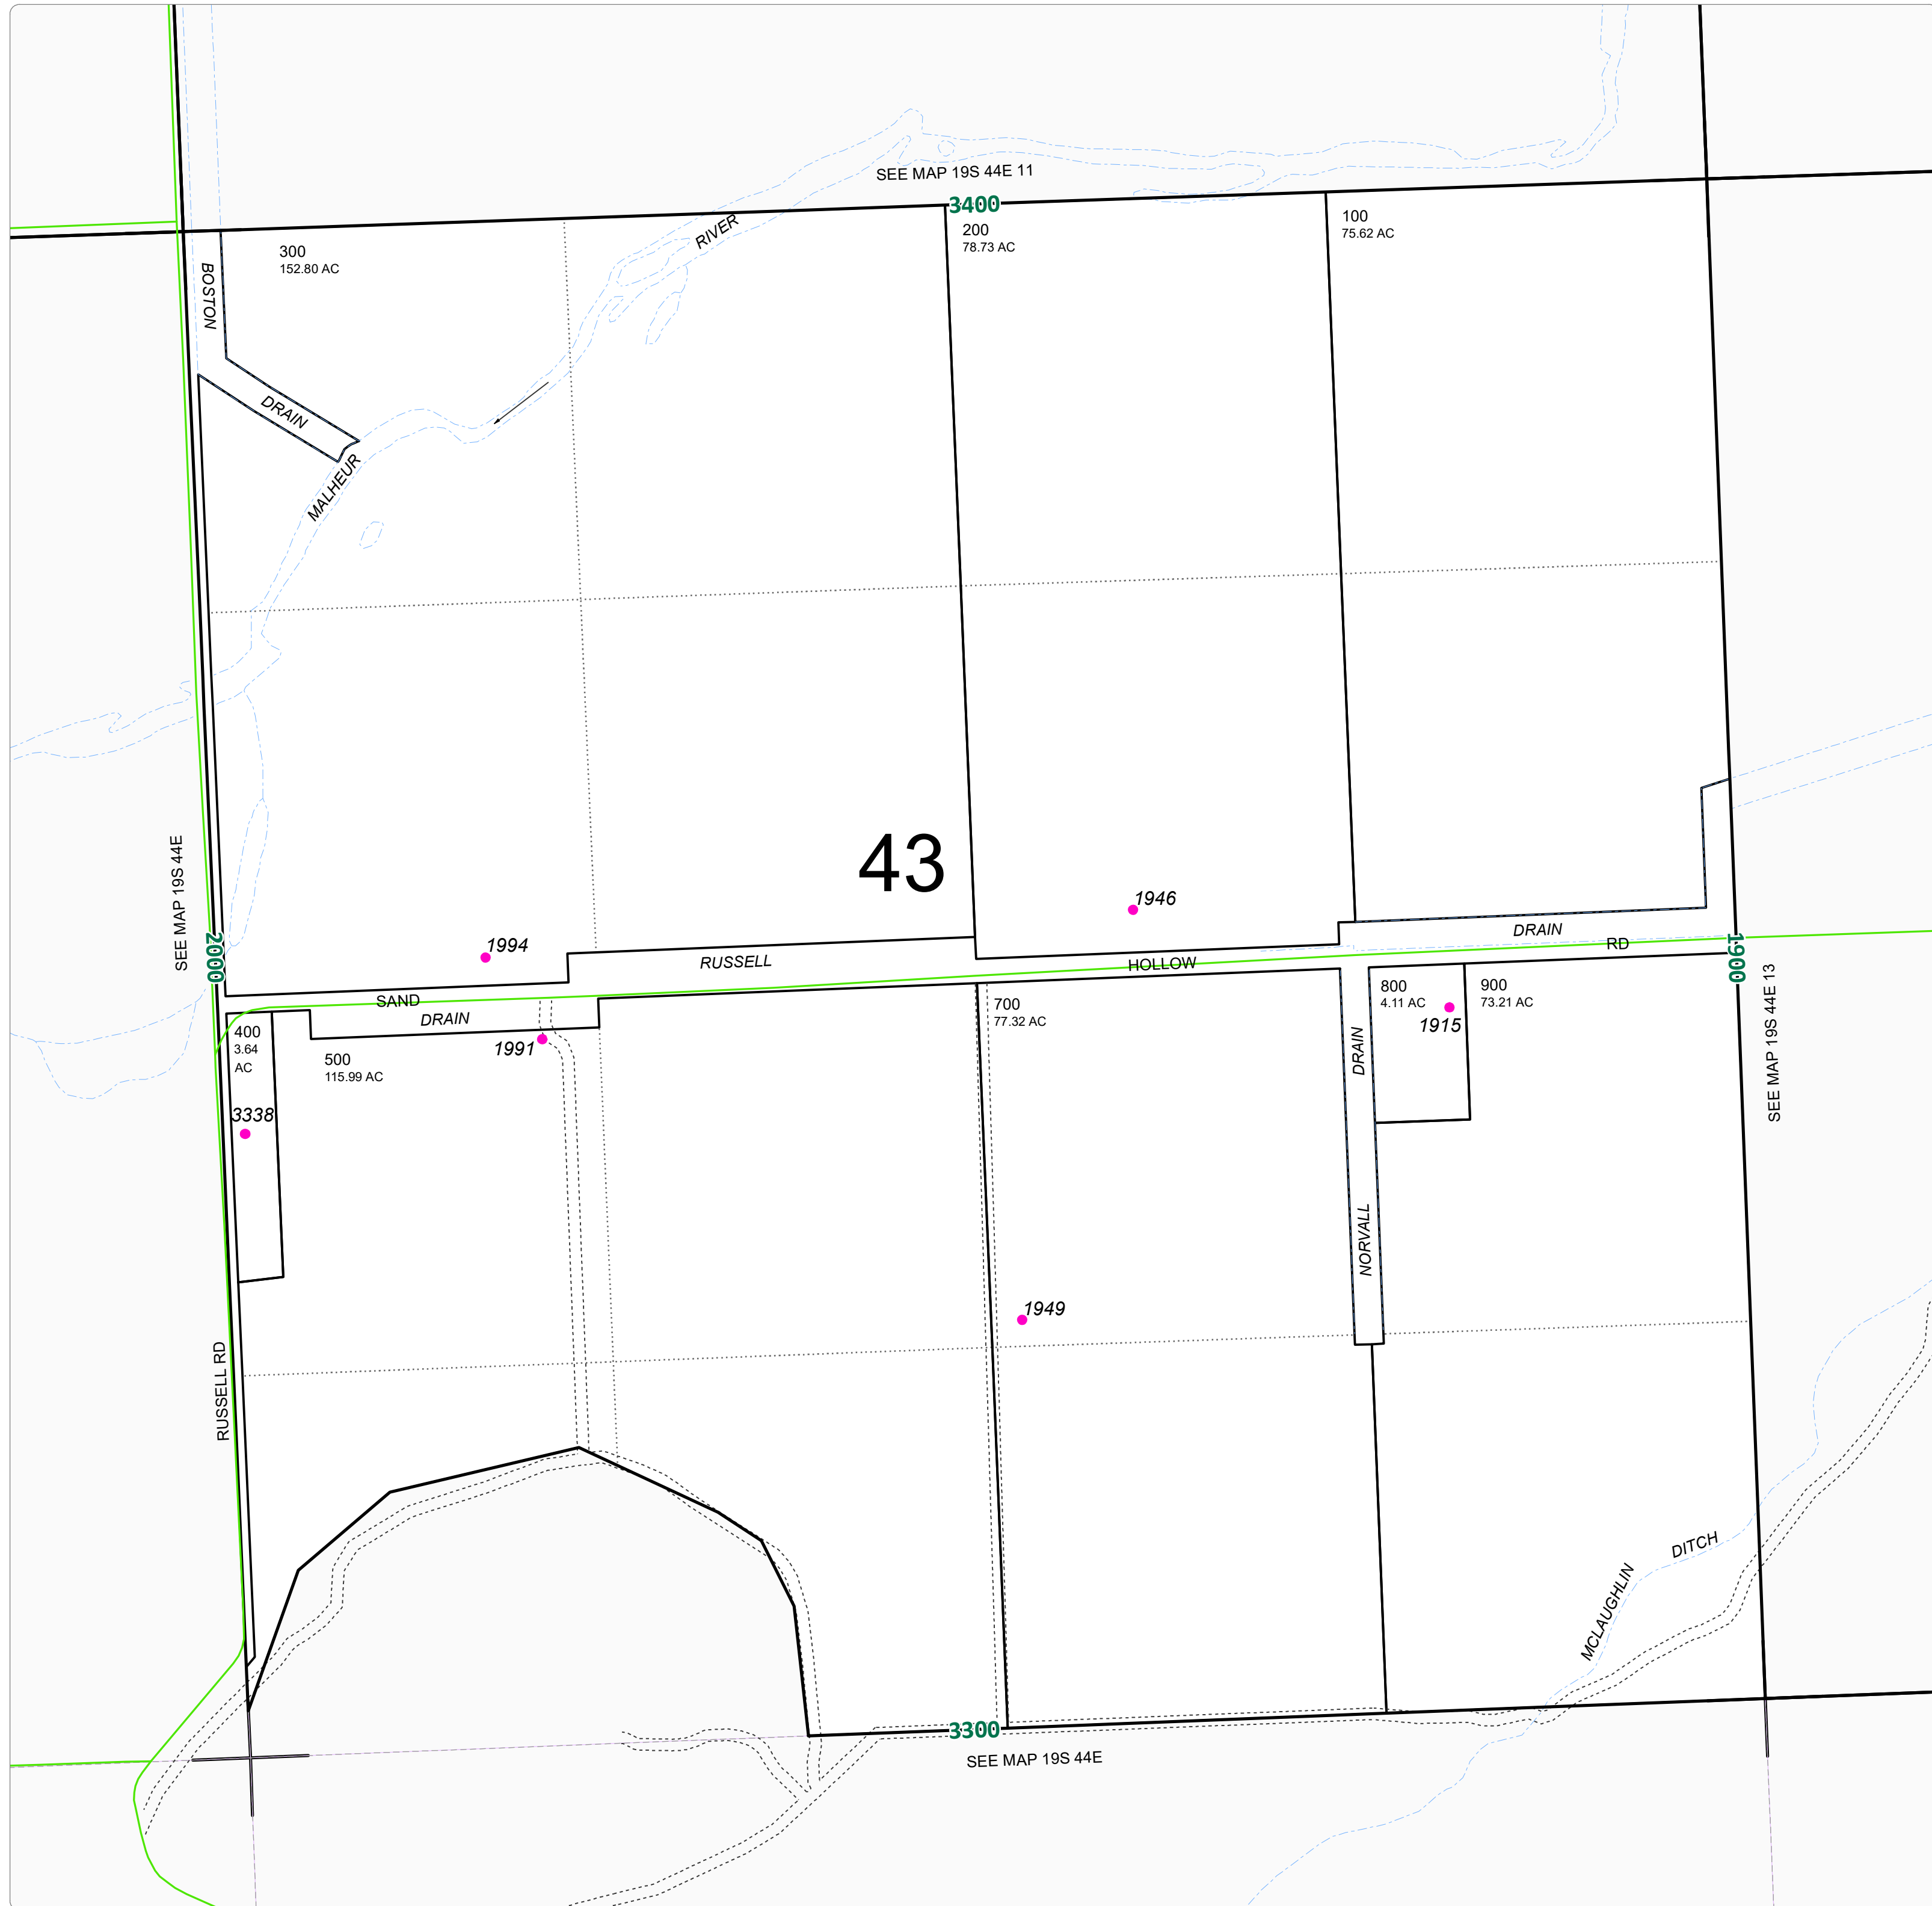 SEE MAP 19S 44E 11
3400
RIVER
100
75.62 AC
200
78.73 AC
300
152.80 AC
BOSTON
DRAIN
MALHEUR
43
SEE MAP 19S 44E
2000
1946
1994
RUSSELL
DRAIN
RD
1900
HOLLOW
SAND
DRAIN
400
3.64
AC
500
115.99 AC
1991
700
77.32 AC
800
4.11 AC
1915
900
73.21 AC
DRAIN
SEE MAP 19S 44E 13
3338
NORVALL
1949
RUSSELL RD
DITCH
MCLAUGHLIN
3300
SEE MAP 19S 44E